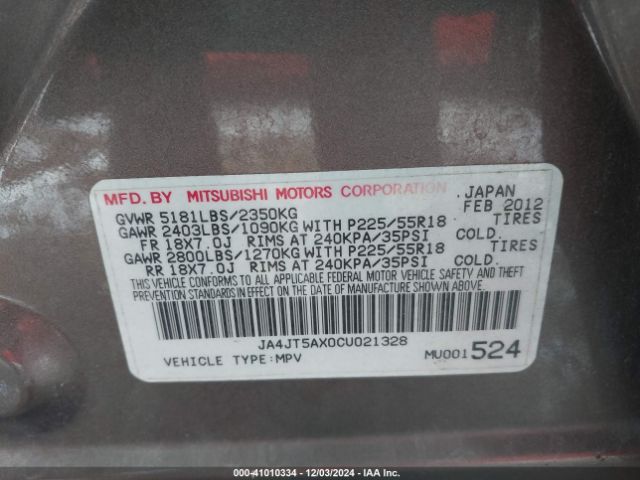 MFD. BY MITSUBISHI MOTORS CORPORATION, JAPAN
GVWR 5181LBS/2350KG FEB 2012
GAWR 2403LBS/1090KG WITH P225/55R18 TIRES
FR 18X7.0J RIMS AT 240KPA/35PSI COLD.
GAWR 2800LBS/1270KG WITH P225/55R18 TIRES
RR 18X7.0J RIMS AT 240KPA/35PSI COLD.
THIS VEHICLE CONFORMS TO ALL APPLICABLE FEDERAL MOTOR VEHICLE SAFETY AND THEFT
PREVENTION STANDARDS IN EFFECT ON THE DATE OF MANUFACTURE SHOWN ABOVE.
JA4JT5AX0CU021328
VEHICLE TYPE:MPV MU001524
000-41010334 - 12/03/2024 - IAA Inc.